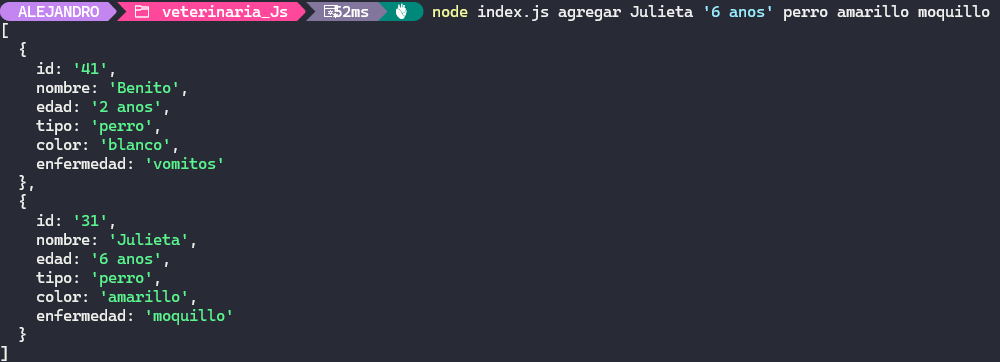 ALEJANDRO veterinaria_Js 52ms node index.js agregar Julieta '6 anos' perro amarillo moquillo
[
  {
    id: '41',
    nombre: 'Benito',
    edad: '2 anos',
    tipo: 'perro',
    color: 'blanco',
    enfermedad: 'vomitos'
  },
  {
    id: '31',
    nombre: 'Julieta',
    edad: '6 anos',
    tipo: 'perro',
    color: 'amarillo',
    enfermedad: 'moquillo'
  }
]